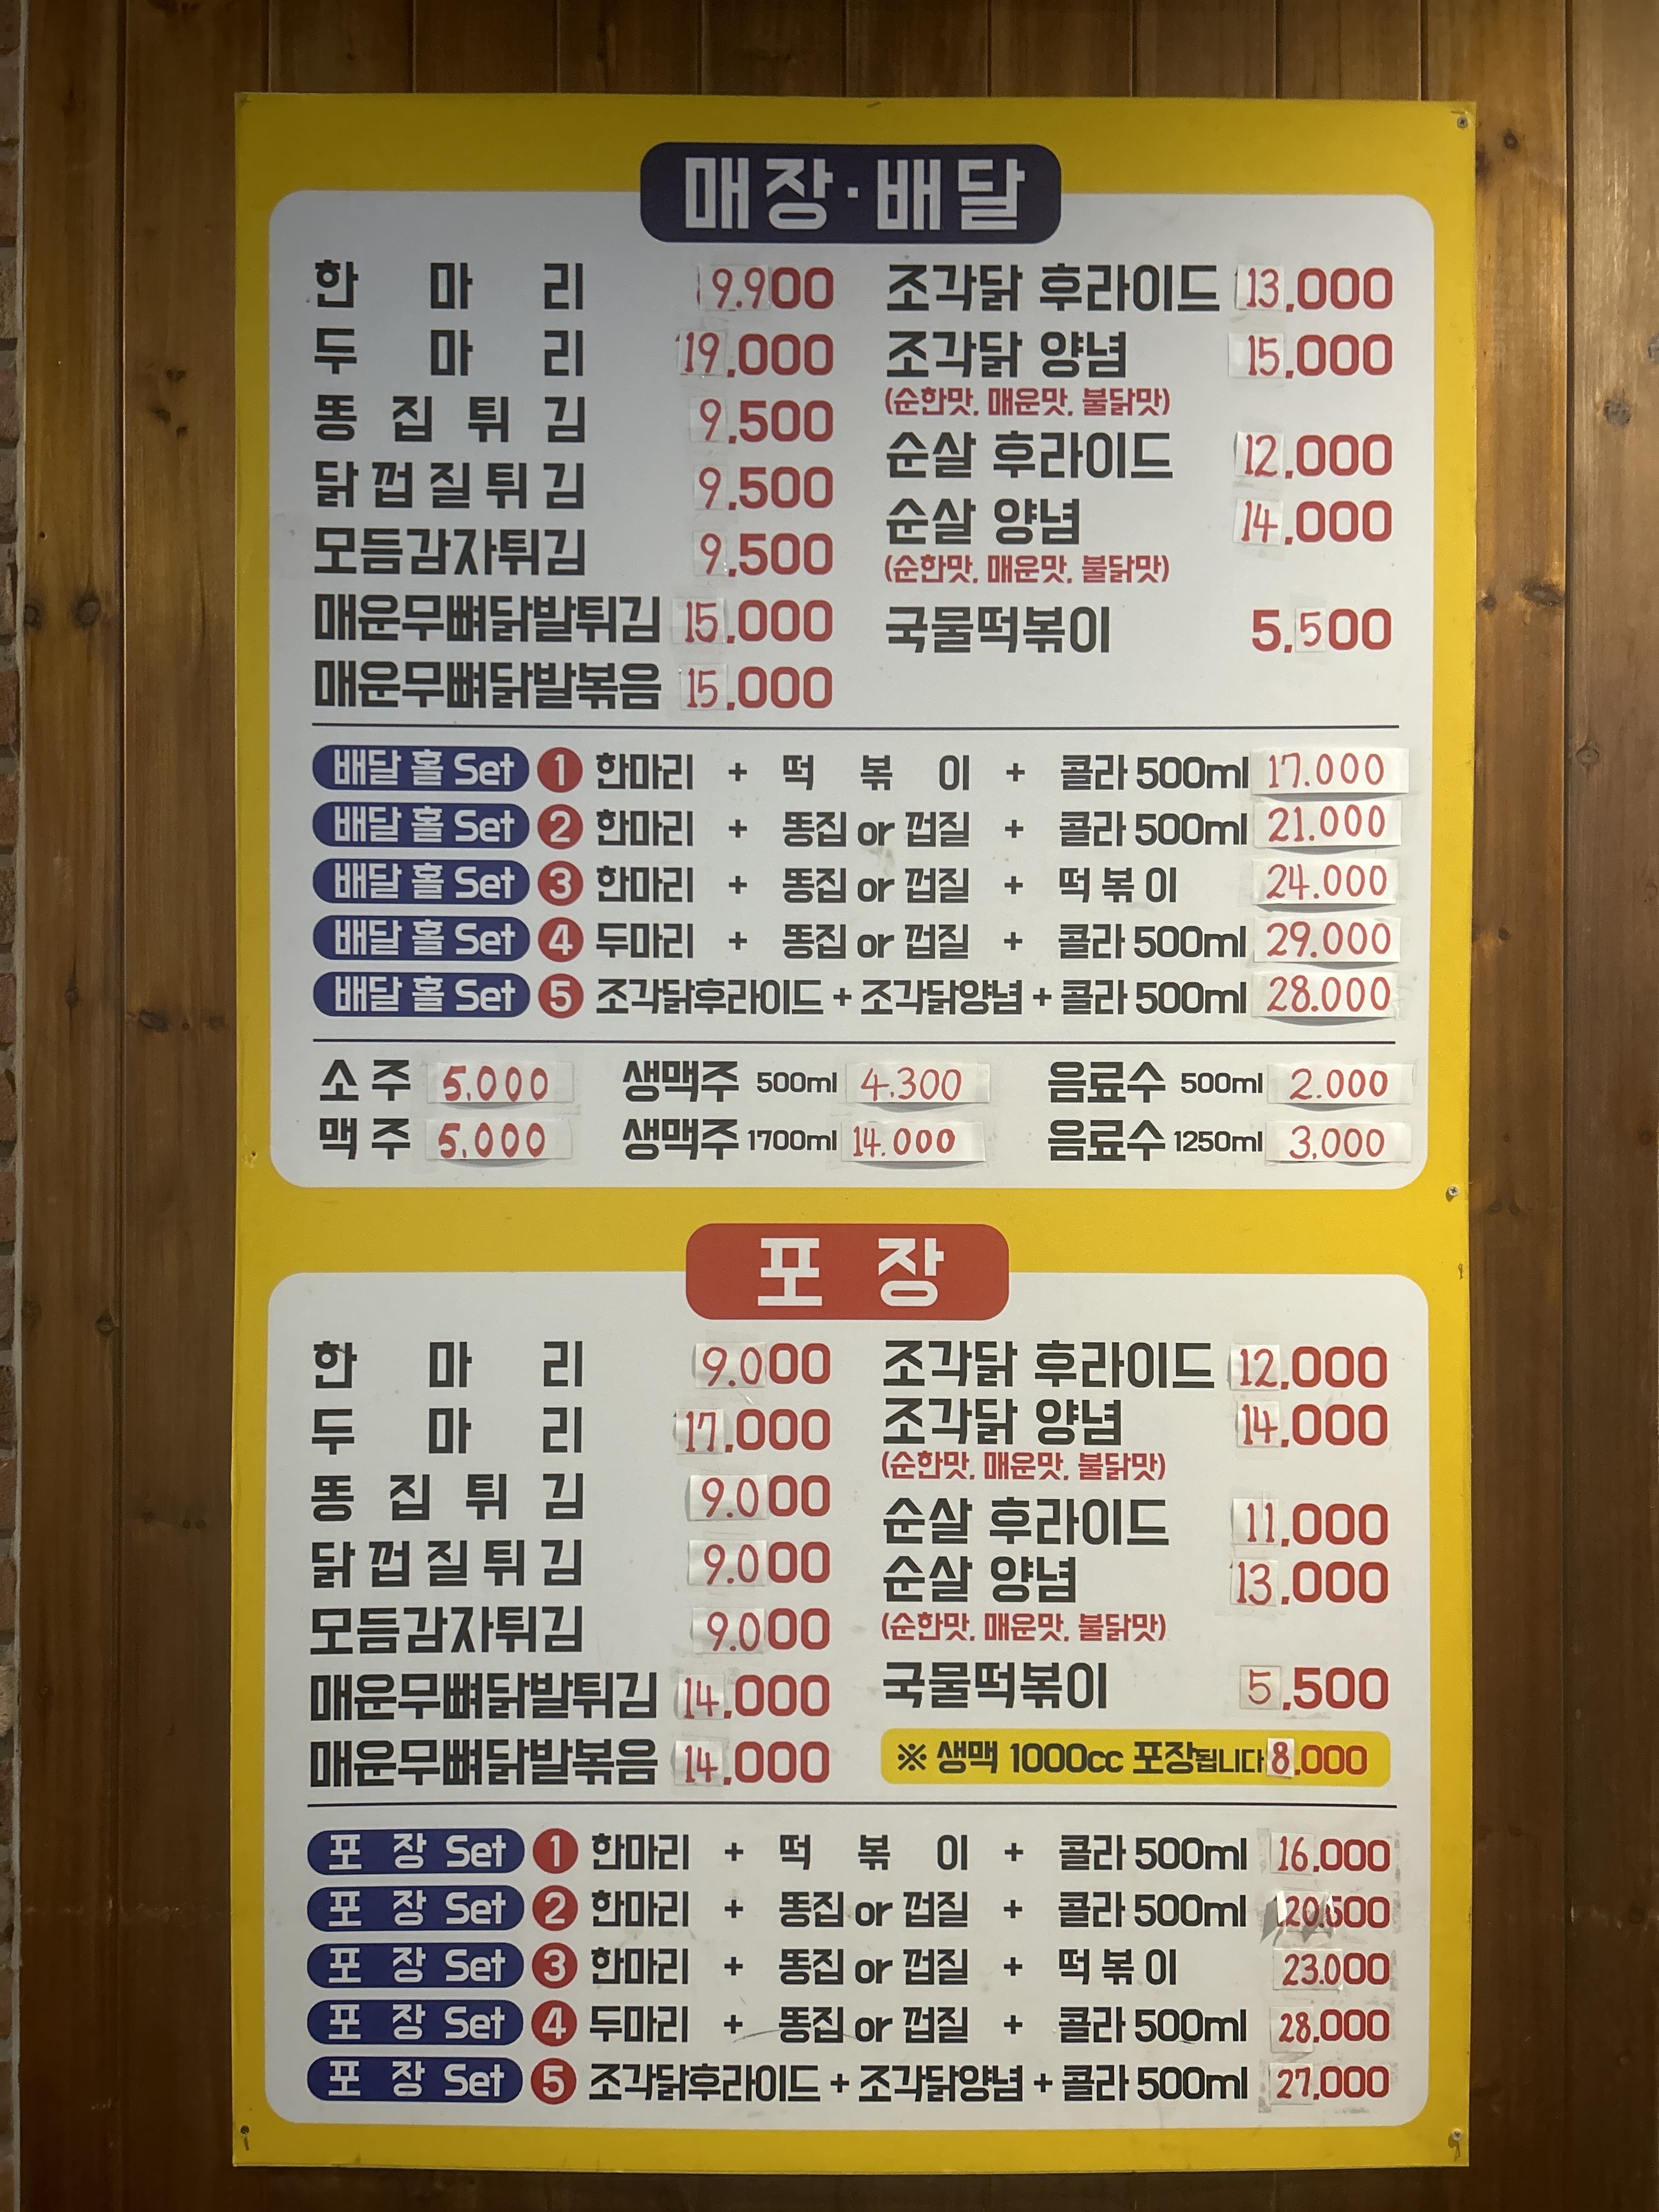 매장·배달
한 마 리 9.900
두 마 리 19,000
똥 집 튀 김 9,500
닭 껍 질 튀 김 9,500
모듬감자튀김 9,500
매운무뼈닭발튀김 15,000
매운무뼈닭발볶음 15,000
조각닭 후라이드 13,000
조각닭 양념 15,000
(순한맛, 매운맛, 불닭맛)
순살 후라이드 12,000
순살 양념 14,000
(순한맛, 매운맛, 불닭맛)
국물떡볶이 5,500
배달 홀 Set 1 한마리 + 떡 볶 이 + 콜라 500ml 17.000
배달 홀 Set 2 한마리 + 똥집 or 껍질 + 콜라 500ml 21.000
배달 홀 Set 3 한마리 + 똥집 or 껍질 + 떡 볶 이 24.000
배달 홀 Set 4 두마리 + 똥집 or 껍질 + 콜라 500ml 29.000
배달 홀 Set 5 조각닭후라이드 + 조각닭양념 + 콜라 500ml 28.000
소 주 5.000 생맥주 500ml 4.300 음료수 500ml 2.000
맥 주 5.000 생맥주 1700ml 14.000 음료수 1250ml 3,000
포 장
한 마 리 9.000
두 마 리 17,000
똥 집 튀 김 9.000
닭 껍 질 튀 김 9.000
모듬감자튀김 9.000
매운무뼈닭발튀김 14,000
매운무뼈닭발볶음 14,000
조각닭 후라이드 12,000
조각닭 양념 14,000
(순한맛, 매운맛, 불닭맛)
순살 후라이드 11,000
순살 양념 13,000
(순한맛, 매운맛, 불닭맛)
국물떡볶이 5,500
※ 생맥 1000cc 포장됩니다 8,000
포 장 Set 1 한마리 + 떡 볶 이 + 콜라 500ml 16,000
포 장 Set 2 한마리 + 똥집 or 껍질 + 콜라 500ml
포 장 Set 3 한마리 + 똥집 or 껍질 + 떡 볶 이 23.000
포 장 Set 4 두마리 + 똥집 or 껍질 + 콜라 500ml 28,000
포 장 Set 5 조각닭후라이드 + 조각닭양념 + 콜라 500ml 27,000